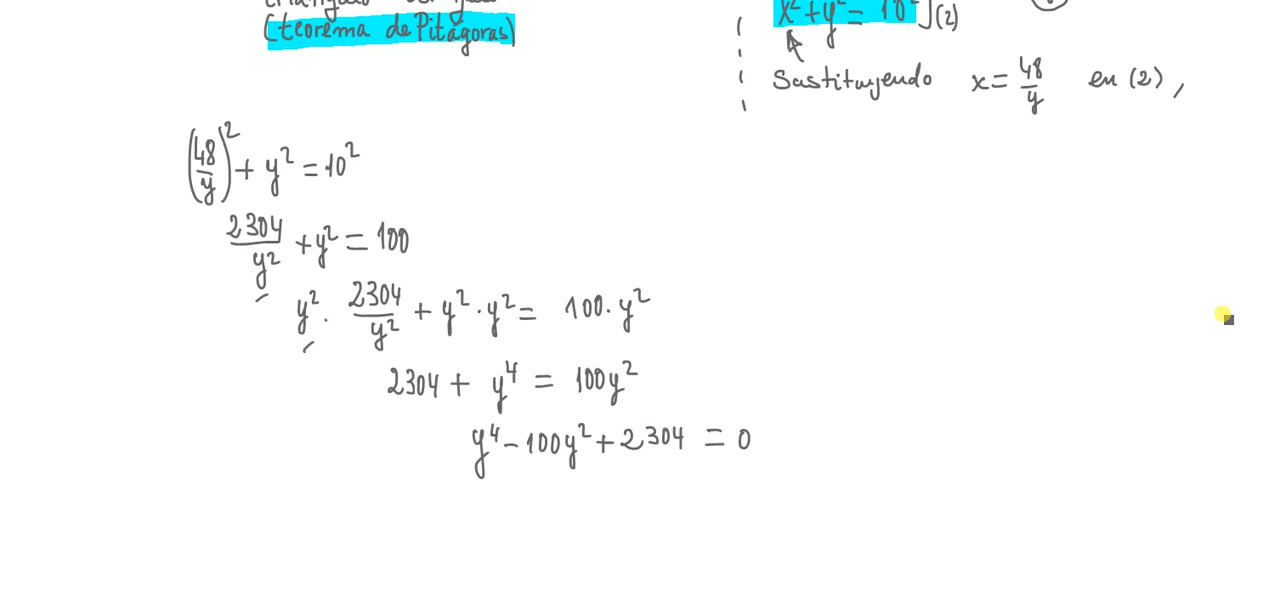 (teorema de Pitágoras)
x² + y² = 10² ] (2)
Sustituyendo x = 48/y en (2),
(48/y)² + y² = 10²
2304/y² + y² = 100
y² · 2304/y² + y² · y² = 100 · y²
2304 + y⁴ = 100y²
y⁴ - 100y² + 2304 = 0